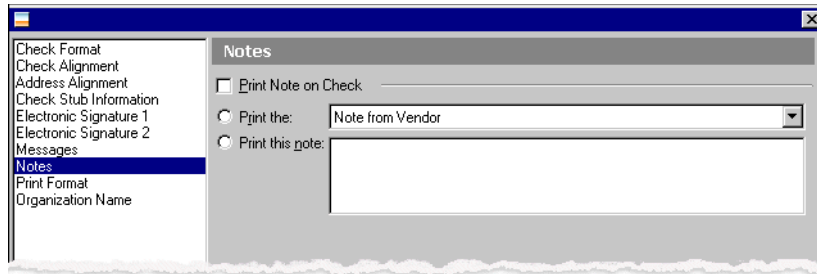 Check Format
Check Alignment
Address Alignment
Check Stub Information
Electronic Signature 1
Electronic Signature 2
Messages
Notes
Print Format
Organization Name
Notes
Print Note on Check
Print the: Note from Vendor
Print this note: